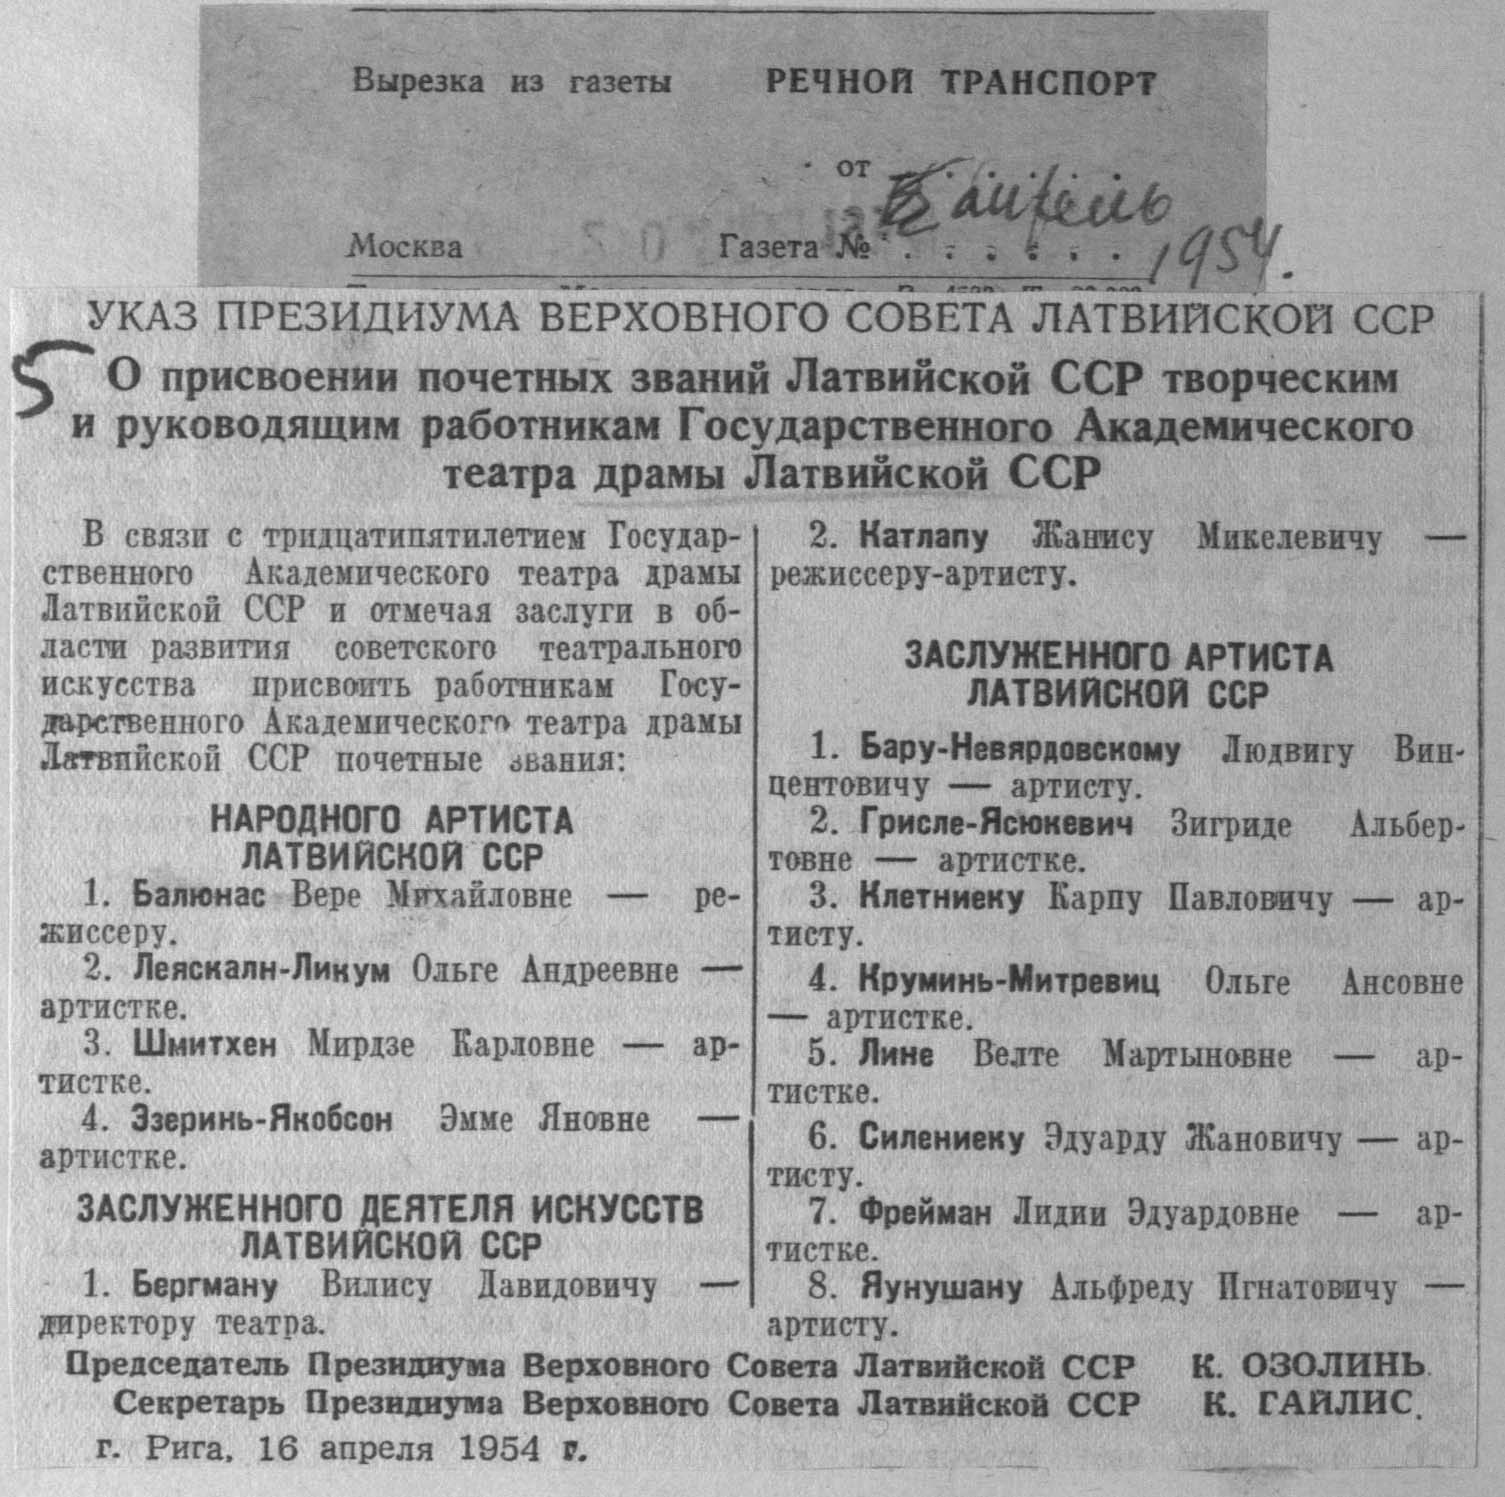 Вырезка из газеты РЕЧНОЙ ТРАНСПОРТ
от . . . . . .
апрель
Москва Газета № . . . . . .
1954.
УКАЗ ПРЕЗИДИУМА ВЕРХОВНОГО СОВЕТА ЛАТВИЙСКОЙ ССР
5
О присвоении почетных званий Латвийской ССР творческим
и руководящим работникам Государственного Академического
театра драмы Латвийской ССР
В связи с тридцатипятилетием Государ-
ственного Академического театра драмы
Латвийской ССР и отмечая заслуги в об-
ласти развития советского театрального
искусства присвоить работникам Госу-
дарственного Академического театра драмы
Латвийской ССР почетные звания:
НАРОДНОГО АРТИСТА
ЛАТВИЙСКОЙ ССР
1. Балюнас Вере Михайловне — ре-
жиссеру.
2. Леяскалн-Ликум Ольге Андреевне —
артистке.
3. Шмитхен Мирдзе Карловне — ар-
тистке.
4. Эзеринь-Якобсон Эмме Яновне —
артистке.
ЗАСЛУЖЕННОГО ДЕЯТЕЛЯ ИСКУССТВ
ЛАТВИЙСКОЙ ССР
1. Бергману Вилису Давидовичу —
директору театра.
2. Катлапу Жанису Микелевичу —
режиссеру-артисту.
ЗАСЛУЖЕННОГО АРТИСТА
ЛАТВИЙСКОЙ ССР
1. Бару-Невярдовскому Людвигу Вин-
центовичу — артисту.
2. Грисле-Ясюкевич Зигриде Альбер-
товне — артистке.
3. Клетниеку Карпу Павловичу — ар-
тисту.
4. Круминь-Митревиц Ольге Ансовне
— артистке.
5. Лине Велте Мартыновне — ар-
тистке.
6. Силениеку Эдуарду Жановичу — ар-
тисту.
7. Фрейман Лидии Эдуардовне — ар-
тистке.
8. Яунушану Альфреду Игнатовичу —
артисту.
Председатель Президиума Верховного Совета Латвийской ССР К. ОЗОЛИНЬ.
Секретарь Президиума Верховного Совета Латвийской ССР К. ГАЙЛИС.
г. Рига, 16 апреля 1954 г.